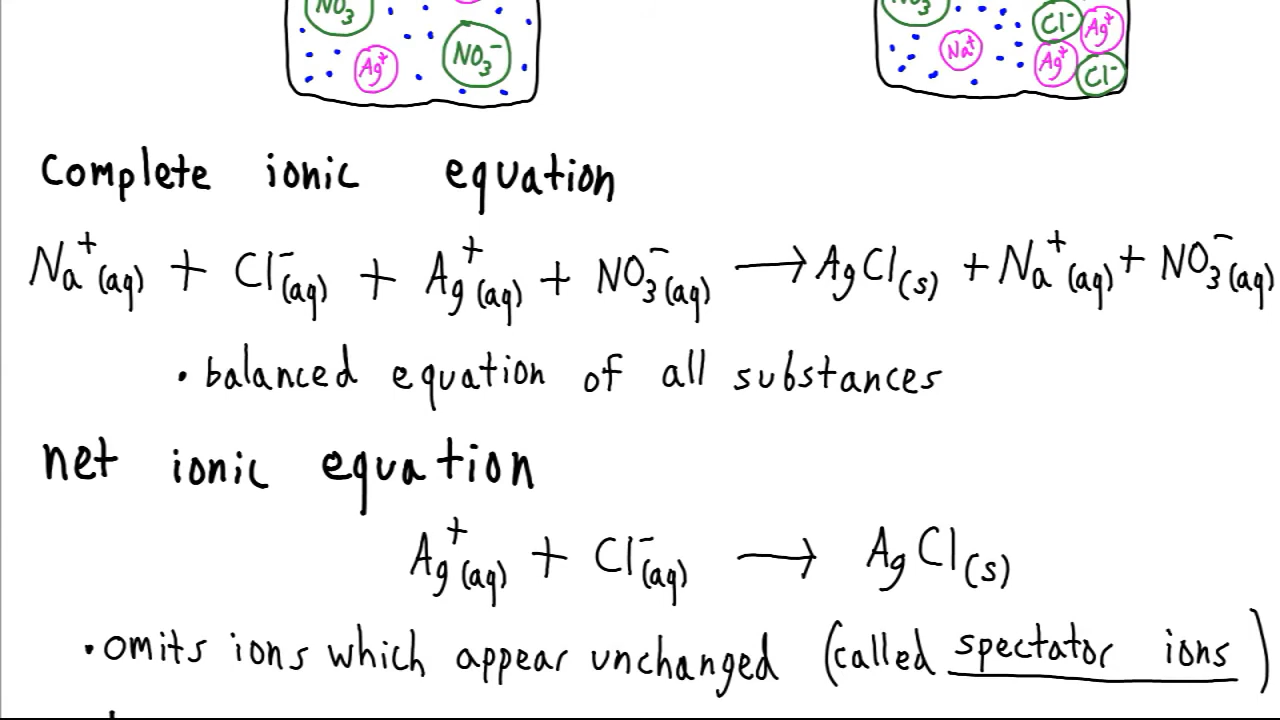 NO₃ NO₃ Cl⁻ Ag⁺
Ag⁺ NO₃⁻ Na⁺ Ag⁺ Cl⁻
complete ionic equation
Na⁺(aq) + Cl⁻(aq) + Ag⁺(aq) + NO₃⁻(aq) → AgCl(s) + Na⁺(aq) + NO₃⁻(aq)
• balanced equation of all substances
net ionic equation
Ag⁺(aq) + Cl⁻(aq) → AgCl(s)
• omits ions which appear unchanged (called spectator ions)